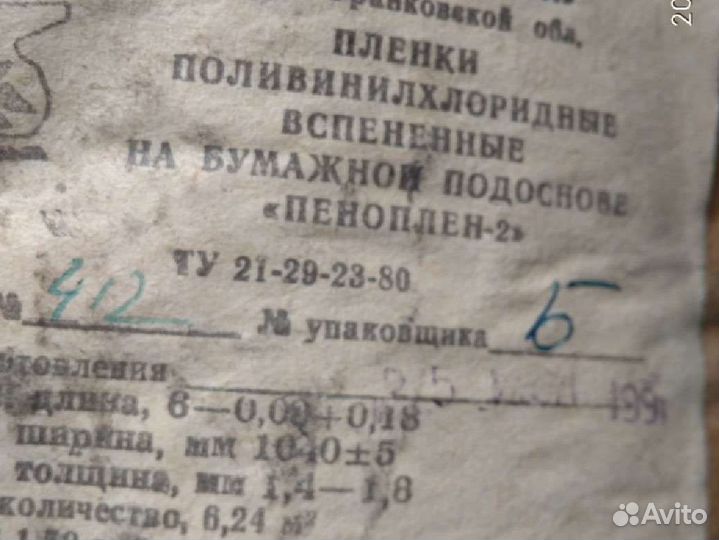 обл.
ПЛЕНКИ
ПОЛИВИНИЛХЛОРИДНЫЕ
ВСПЕНЕННЫЕ
НА БУМАЖНОЙ ПОДОСНОВЕ
«ПЕНОПЛЕН-2»
ТУ 21-29-23-80
№ 412 № упаковщика Б
отовления
длина, 6—0,09+0,18
ширина, мм 1040±5
толщина, мм 1,4—1,8
количество, 6,24 м²
Avito